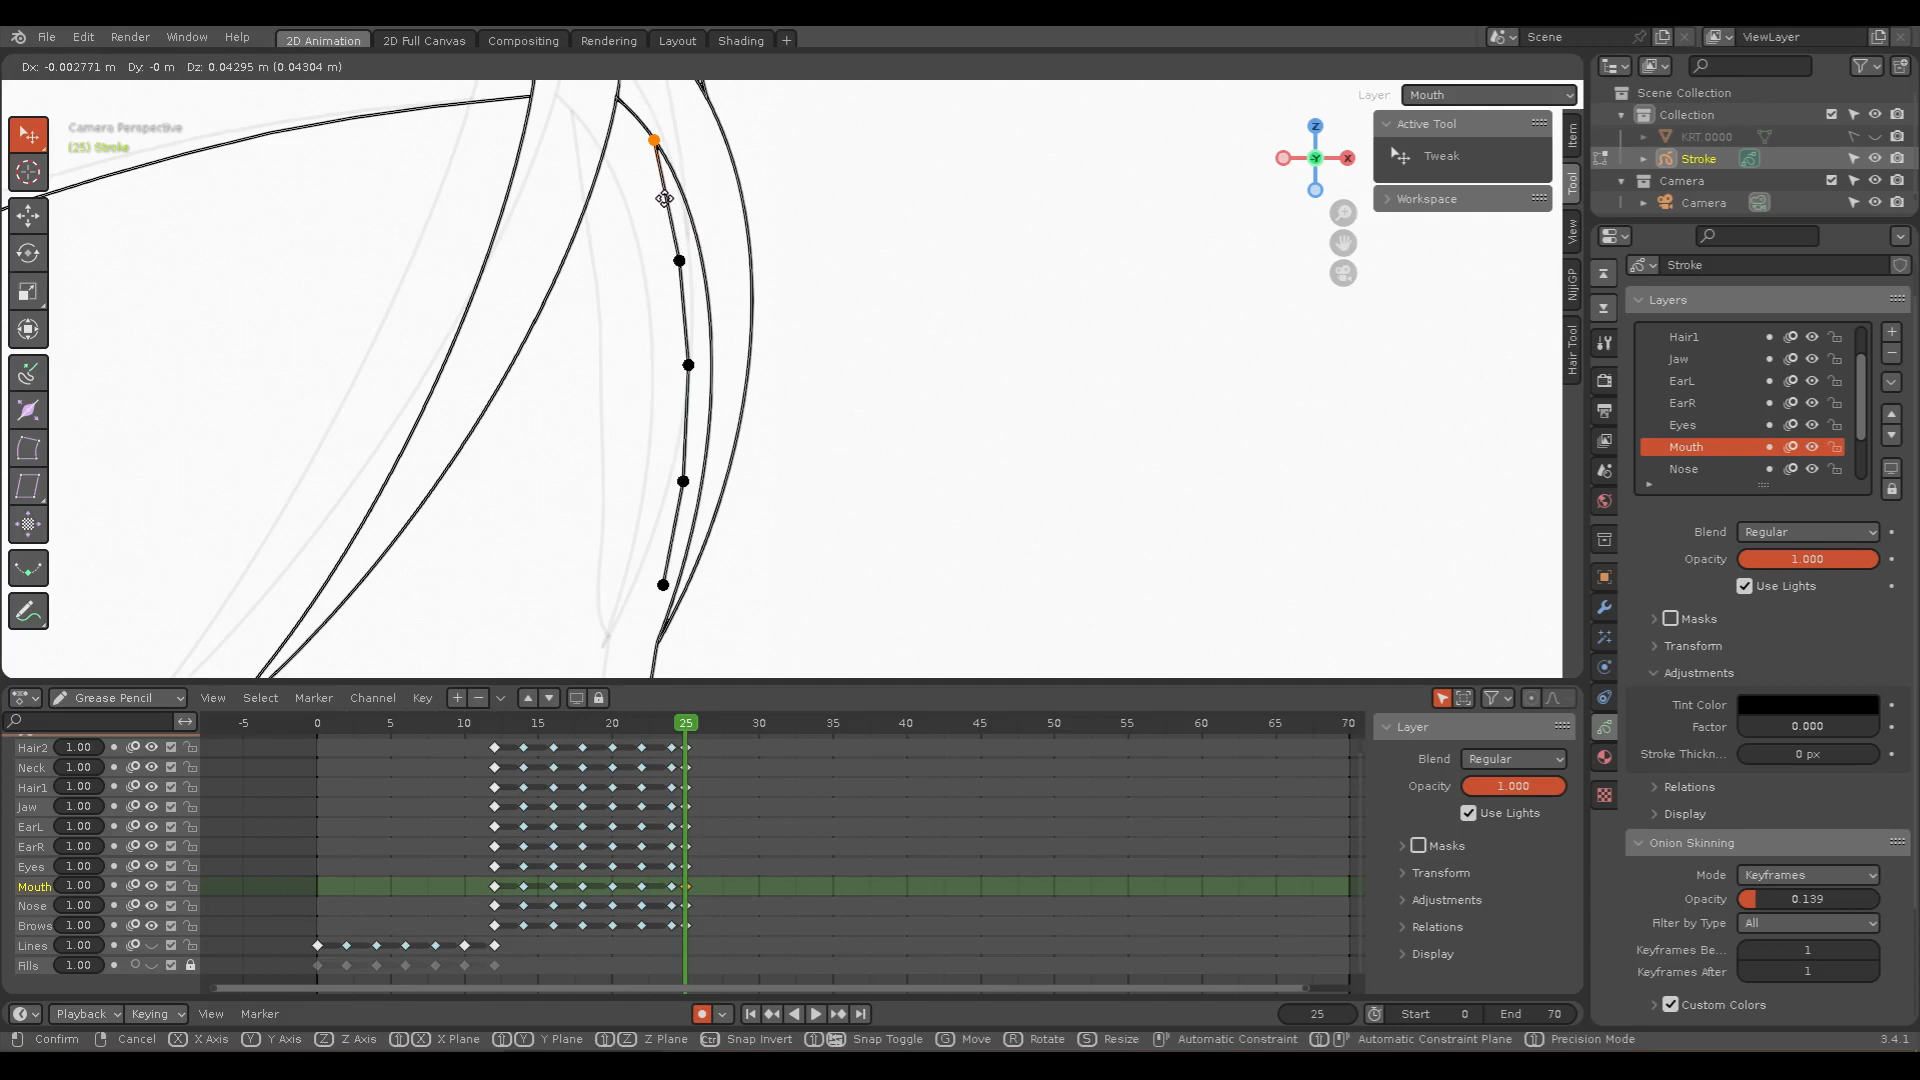 File Edit Render Window Help 2D Animation 2D Full Canvas Compositing Rendering Layout Shading + Scene ViewLayer
Dx: -0.002771 m Dy: -0 m Dz: 0.04295 m (0.04304 m)
Layer: Mouth
Camera Perspective
(25) Stroke
Active Tool
Tweak
Workspace
Z
-Y
X
Item
Tool
View
NijiGP
Hair Tool
Scene Collection
Collection
KRT.0000
Stroke
Camera
Camera
Stroke
Layers
Hair1
Jaw
EarL
EarR
Eyes
Mouth
Nose
Blend Regular
Opacity 1.000
Use Lights
Masks
Transform
Adjustments
Tint Color
Factor 0.000
Stroke Thickn... 0 px
Relations
Display
Onion Skinning
Mode Keyframes
Opacity 0.139
Filter by Type All
Keyframes Be... 1
Keyframes After 1
Custom Colors
Grease Pencil View Select Marker Channel Key
-5 0 5 10 15 20 25 30 35 40 45 50 55 60 65 70
Hair2 1.00
Neck 1.00
Hair1 1.00
Jaw 1.00
EarL 1.00
EarR 1.00
Eyes 1.00
Mouth 1.00
Nose 1.00
Brows 1.00
Lines 1.00
Fills 1.00
Layer
Blend Regular
Opacity 1.000
Use Lights
Masks
Transform
Adjustments
Relations
Display
Playback Keying View Marker 25 Start 0 End 70
Confirm Cancel X X Axis Y Y Axis Z Z Axis X X Plane Y Y Plane Z Z Plane Ctrl Snap Invert Snap Toggle G Move R Rotate S Resize Automatic Constraint Automatic Constraint Plane Precision Mode 3.4.1